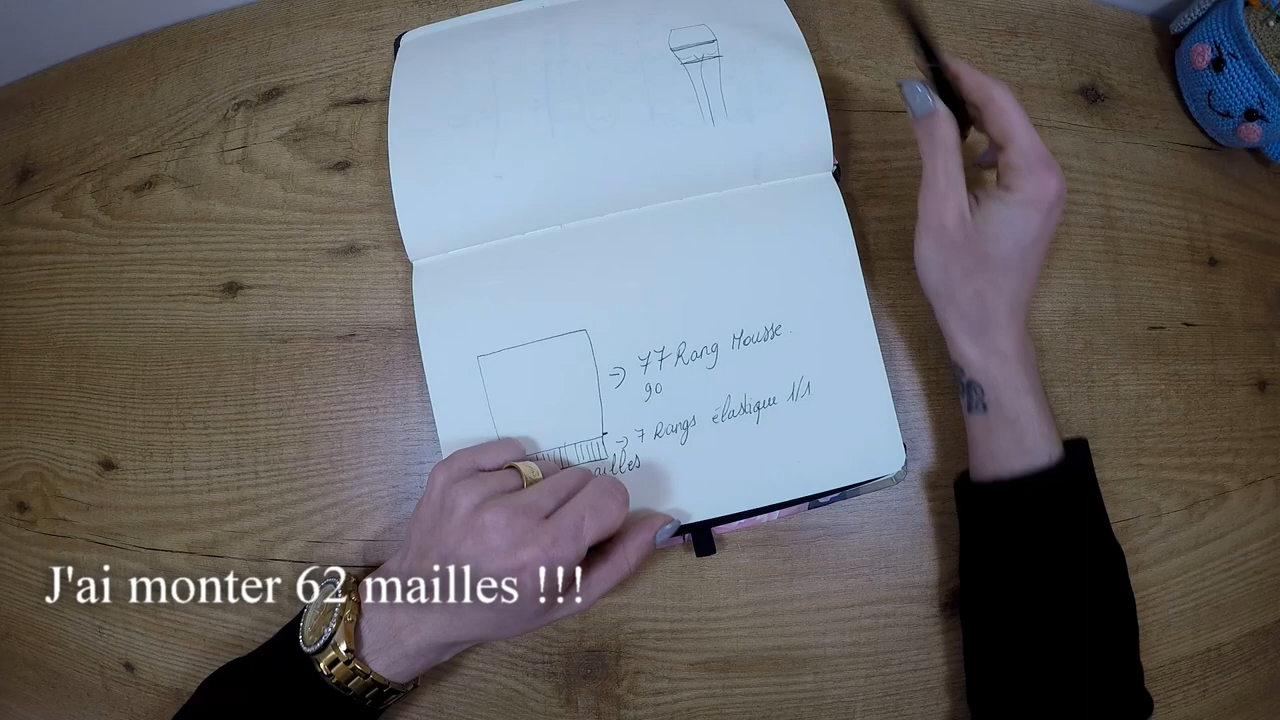 77 Rang Mousse.
90
7 Rangs élastique 1/1
ailles
J'ai monter 62 mailles !!!